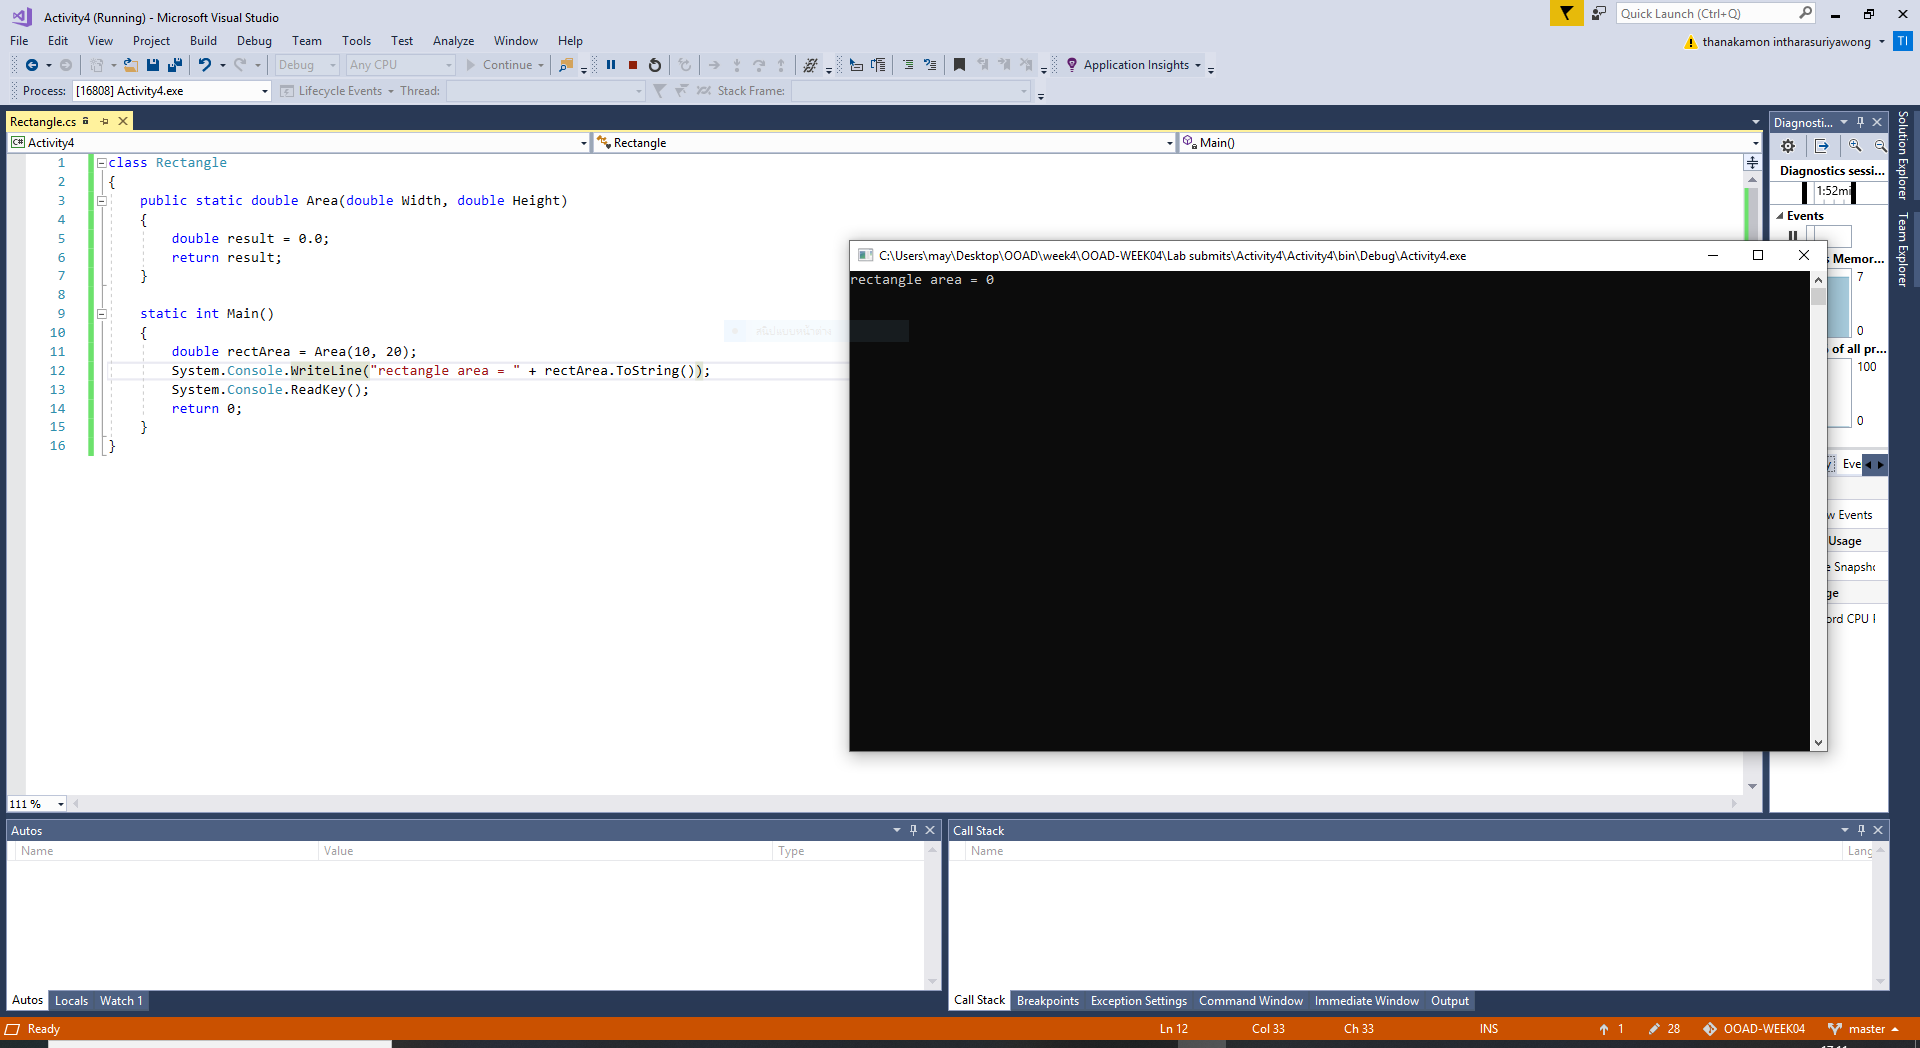 Activity4 (Running) - Microsoft Visual Studio
Quick Launch (Ctrl+Q)
File Edit View Project Build Debug Team Tools Test Analyze Window Help
thanakamon intharasuriyawong TI
Debug Any CPU Continue Application Insights
Process: [16808] Activity4.exe Lifecycle Events Thread: Stack Frame:
Rectangle.cs
C# Activity4 Rectangle Main()
1 class Rectangle
2 {
3 public static double Area(double Width, double Height)
4 {
5 double result = 0.0;
6 return result;
7 }
8
9 static int Main()
10 {
11 double rectArea = Area(10, 20);
12 System.Console.WriteLine("rectangle area = " + rectArea.ToString());
13 System.Console.ReadKey();
14 return 0;
15 }
16 }
111 %
C:\Users\may\Desktop\OOAD\week4\OOAD-WEEK04\Lab submits\Activity4\Activity4\bin\Debug\Activity4.exe
rectangle area = 0
Diagnosti...
Diagnostics sessi...
1:52mi
Events
s Memor...
7
0
of all pr...
100
0
y Eve
w Events
Usage
e Snapsh
ge
ord CPU
Solution Explorer
Team Explorer
Autos
Name Value Type
Autos Locals Watch 1
Call Stack
Name Lang
Call Stack Breakpoints Exception Settings Command Window Immediate Window Output
Ready Ln 12 Col 33 Ch 33 INS 1 28 OOAD-WEEK04 master